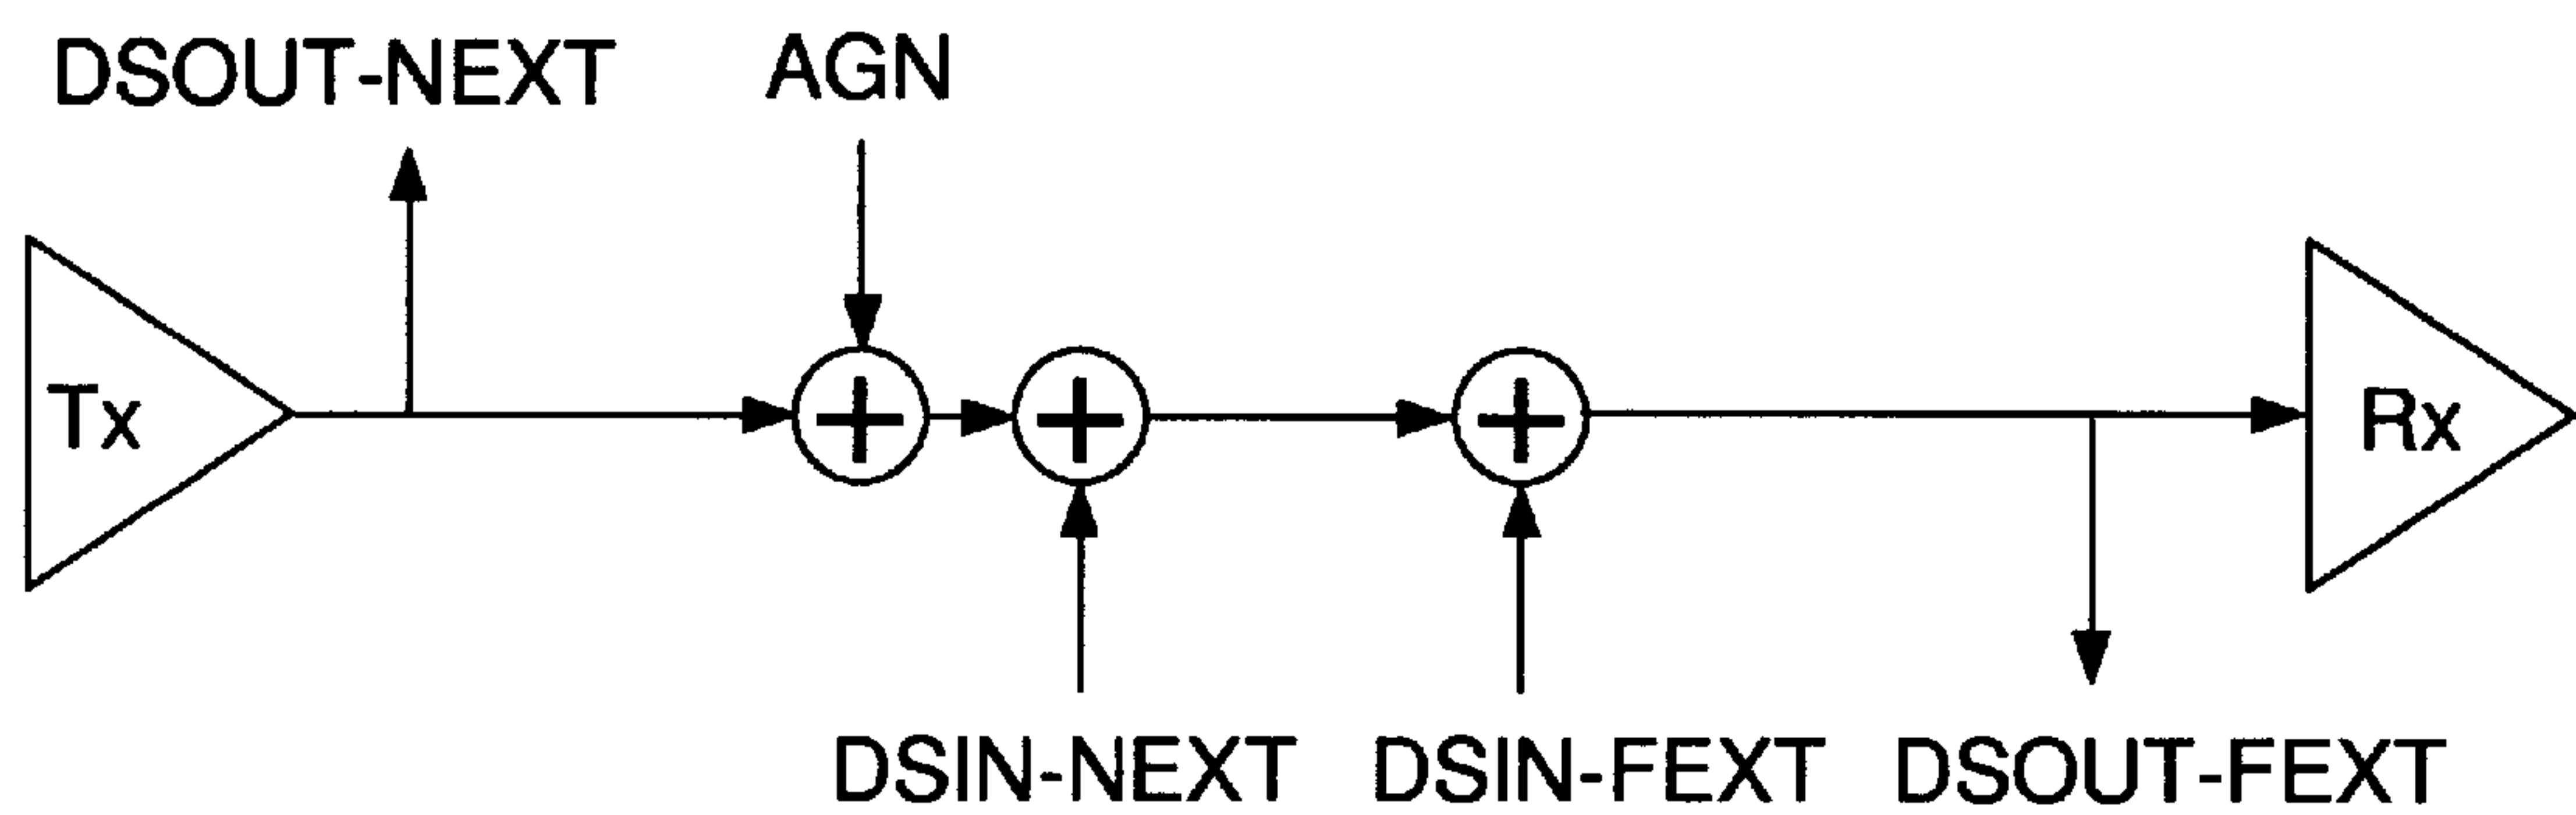 DSOUT-NEXT
AGN
Tx
+
+
+
Rx
DSIN-NEXT
DSIN-FEXT
DSOUT-FEXT